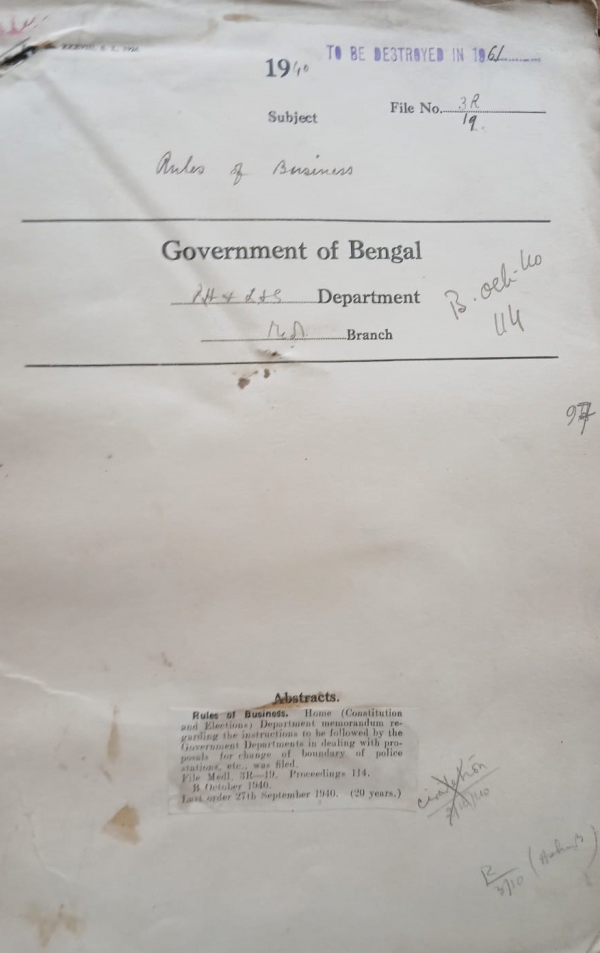 1940
TO BE DESTROYED IN 1961
Subject
File No. 3R
19.
Rules of Business
Government of Bengal
Department
Branch
B. Oct. 40
114
Abstracts.
Rules of Business. Home (Constitution
and Elections) Department memorandum re-
garding the instructions to be followed by the
Government Departments in dealing with pro-
posals for change of boundary of police
stations, etc., was filed.
File Medl. 3R—19. Proceedings 114.
B October 1940.
Last order 27th September 1940. (20 years.)
3/10